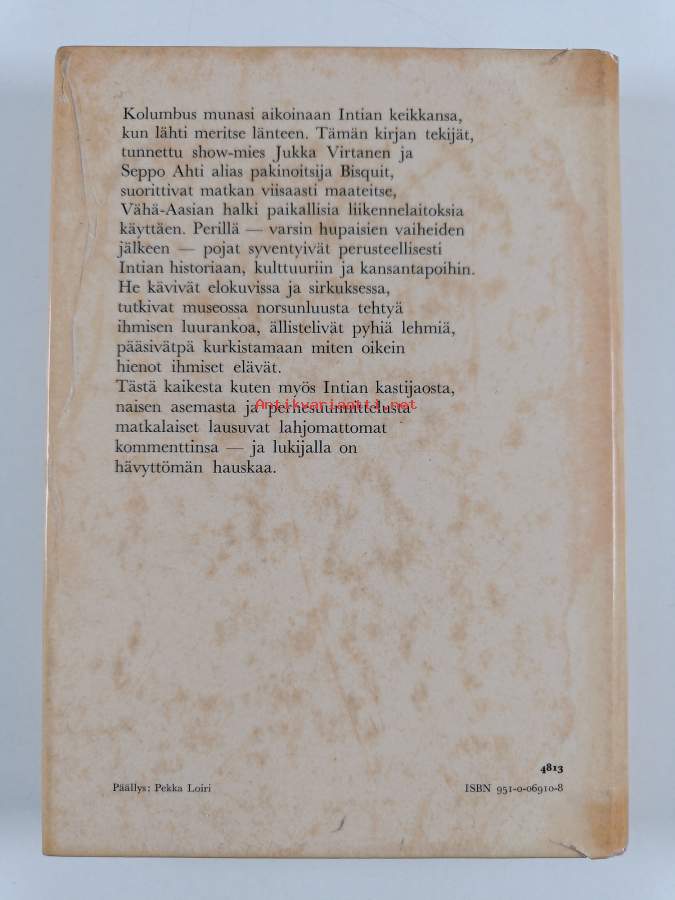 Kolumbus munasi aikoinaan Intian keikkansa,
kun lähti meritse länteen. Tämän kirjan tekijät,
tunnettu show-mies Jukka Virtanen ja
Seppo Ahti alias pakinoitsija Bisquit,
suorittivat matkan viisaasti maateitse,
Vähä-Aasian halki paikallisia liikennelaitoksia
käyttäen. Perillä — varsin hupaisien vaiheiden
jälkeen — pojat syventyivät perusteellisesti
Intian historiaan, kulttuuriin ja kansantapoihin.
He kävivät elokuvissa ja sirkuksessa,
tutkivat museossa norsunluusta tehtyä
ihmisen luurankoa, ällistelivät pyhiä lehmiä,
pääsivätpä kurkistamaan miten oikein
hienot ihmiset elävät.
Tästä kaikesta kuten myös Intian kastijaosta,
naisen asemasta ja perhesuunnittelusta
Antikvariaatti.net
matkalaiset lausuvat lahjomattomat
kommenttinsa — ja lukijalla on
hävyttömän hauskaa.
4813
Päällys: Pekka Loiri
ISBN 951-0-06910-8